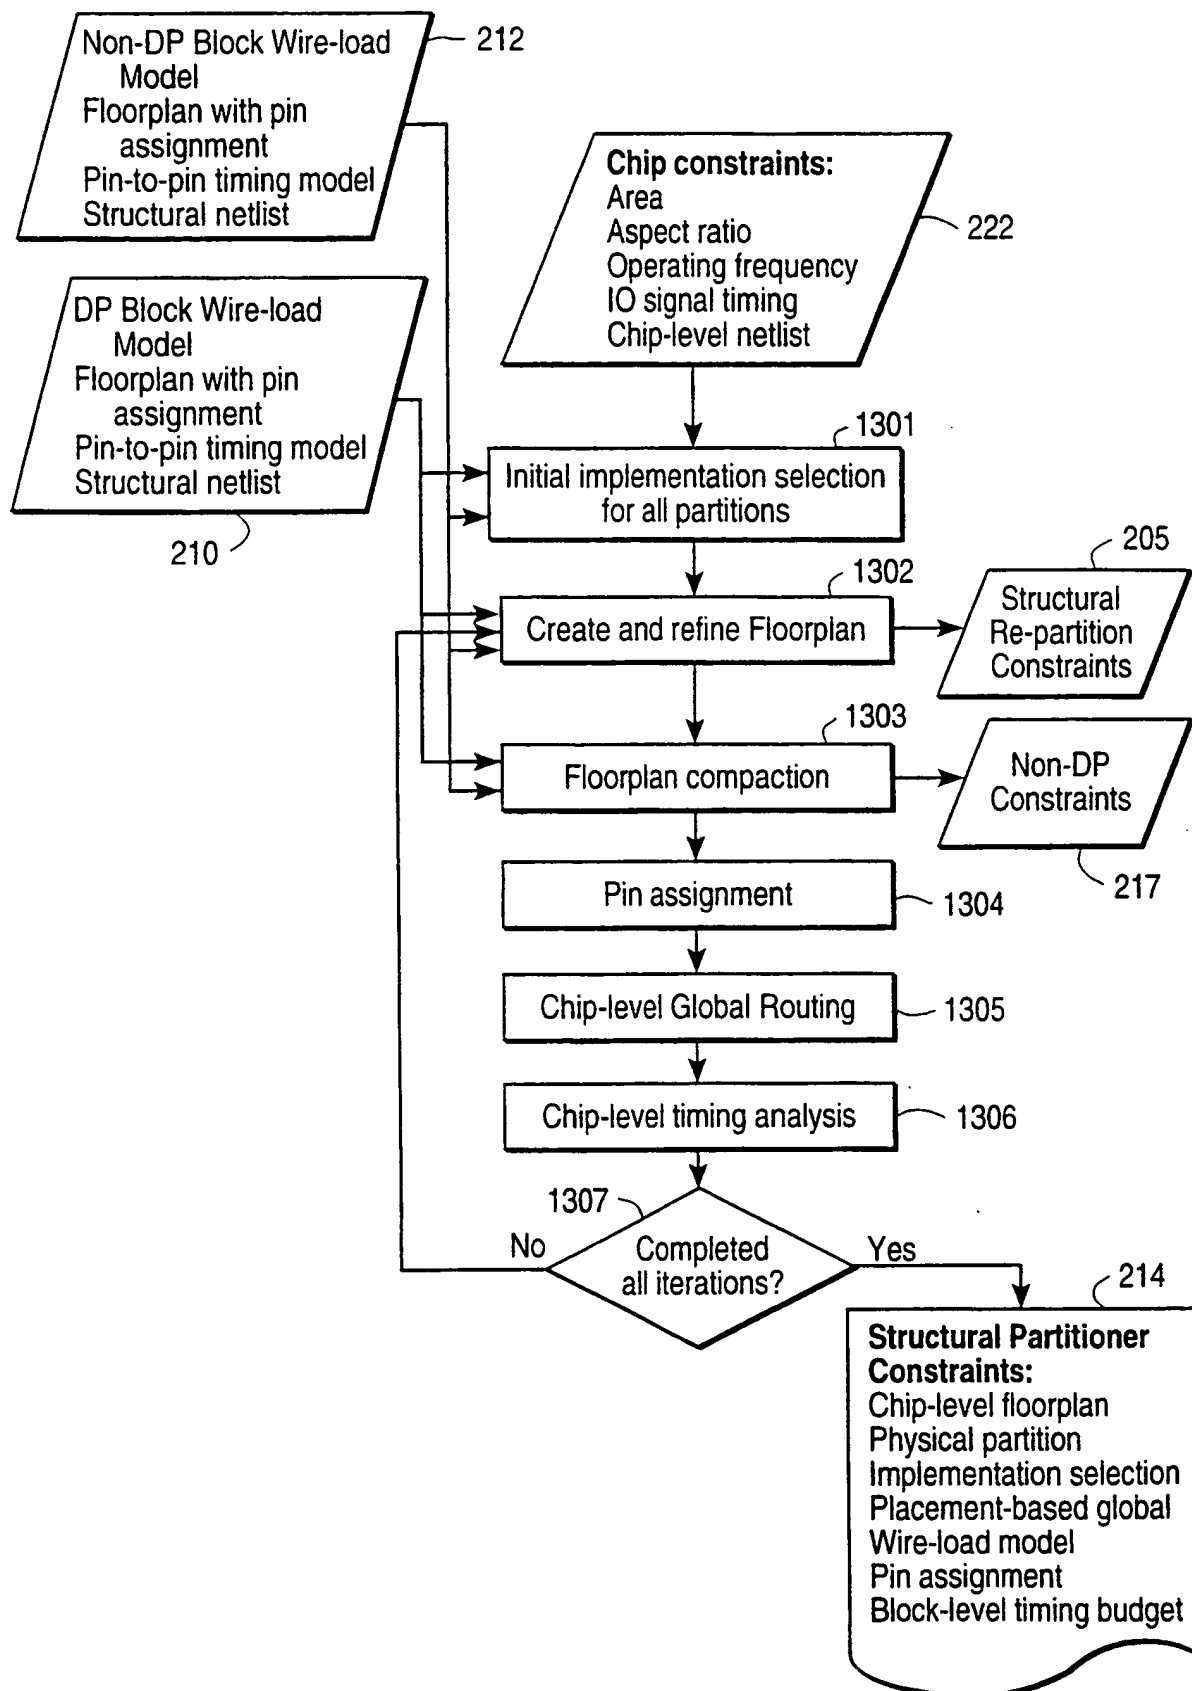 Non-DP Block Wire-load
Model
Floorplan with pin
assignment
Pin-to-pin timing model
Structural netlist
212
Chip constraints:
Area
Aspect ratio
Operating frequency
IO signal timing
Chip-level netlist
222
DP Block Wire-load
Model
Floorplan with pin
assignment
Pin-to-pin timing model
Structural netlist
210
1301
Initial implementation selection
for all partitions
1302
Create and refine Floorplan
205
Structural
Re-partition
Constraints
1303
Floorplan compaction
Non-DP
Constraints
217
Pin assignment
1304
Chip-level Global Routing
1305
Chip-level timing analysis
1306
1307
No
Completed
all iterations?
Yes
214
Structural Partitioner
Constraints:
Chip-level floorplan
Physical partition
Implementation selection
Placement-based global
Wire-load model
Pin assignment
Block-level timing budget